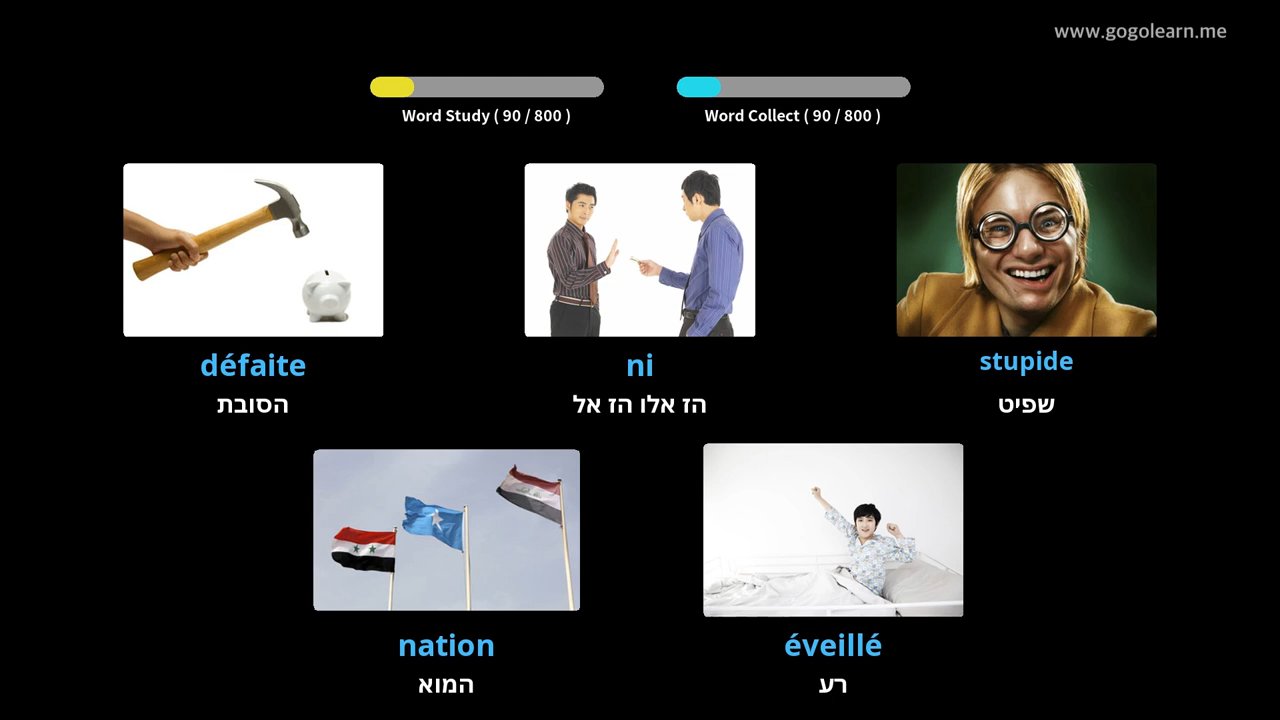 www.gogolearn.me
Word Study ( 90 / 800 )
Word Collect ( 90 / 800 )
défaite
הסובת
ni
הז אלו הז אל
stupide
שפיט
nation
המוא
éveillé
רע